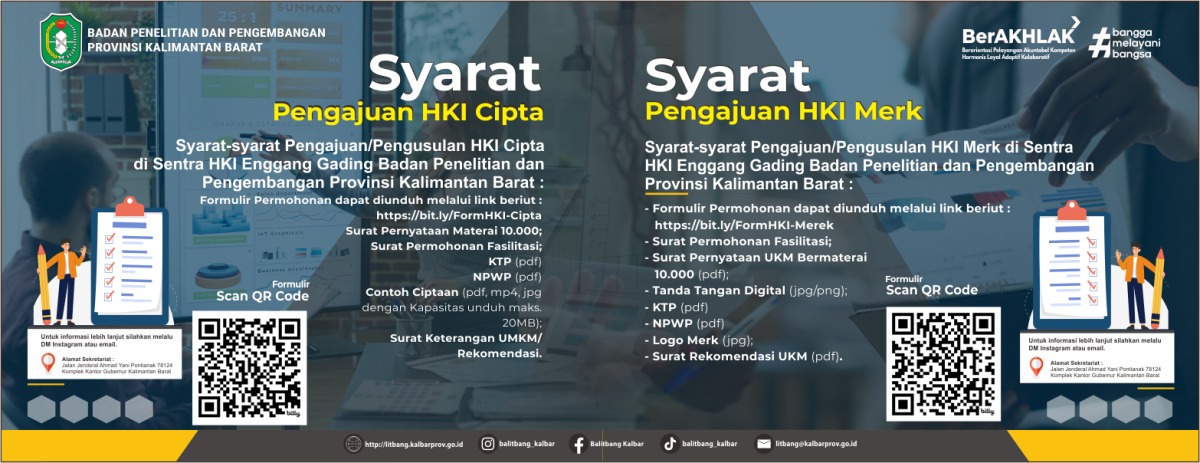 BADAN PENELITIAN DAN PENGEMBANGAN
PROVINSI KALIMANTAN BARAT
Syarat
Pengajuan HKI Cipta
Syarat-syarat Pengajuan/Pengusulan HKI Cipta
di Sentra HKI Enggang Gading Badan Penelitian dan
Pengembangan Provinsi Kalimantan Barat :
Formulir Permohonan dapat diunduh melalui link beriut :
https://bit.ly/FormHKI-Cipta
Surat Pernyataan Materai 10.000;
Surat Permohonan Fasilitasi;
KTP (pdf)
NPWP (pdf)
Contoh Ciptaan (pdf, mp4, jpg
dengan Kapasitas unduh maks.
20MB);
Surat Keterangan UMKM/
Rekomendasi.
Formulir
Scan QR Code
bitly
Untuk informasi lebih lanjut silahkan melalu
DM Instagram atau email.
Alamat Sekretariat :
Jalan Jenderal Ahmad Yani Pontianak 78124
Komplek Kantor Gubernur Kalimantan Barat
BerAKHLAK
Berorientasi Pelayanan Akuntabel Kompeten
Harmonis Loyal Adaptif Kolaboratif
#bangga
melayani
bangsa
Syarat
Pengajuan HKI Merk
Syarat-syarat Pengajuan/Pengusulan HKI Merk di Sentra
HKI Enggang Gading Badan Penelitian dan Pengembangan
Provinsi Kalimantan Barat :
- Formulir Permohonan dapat diunduh melalui link beriut :
https://bit.ly/FormHKI-Merek
- Surat Permohonan Fasilitasi;
- Surat Pernyataan UKM Bermaterai
10.000 (pdf);
- Tanda Tangan Digital (jpg/png);
- KTP (pdf)
- NPWP (pdf)
- Logo Merk (jpg);
- Surat Rekomendasi UKM (pdf).
Formulir
Scan QR Code
bitly
Untuk informasi lebih lanjut silahkan melalu
DM Instagram atau email.
Alamat Sekretariat :
Jalan Jenderal Ahmad Yani Pontianak 78124
Komplek Kantor Gubernur Kalimantan Barat
http://litbang.kalbarprov.go.id
balitbang_kalbar
Balitbang Kalbar
balitbang_kalbar
litbang@kalbarprov.go.id
25:1
SUMMARY